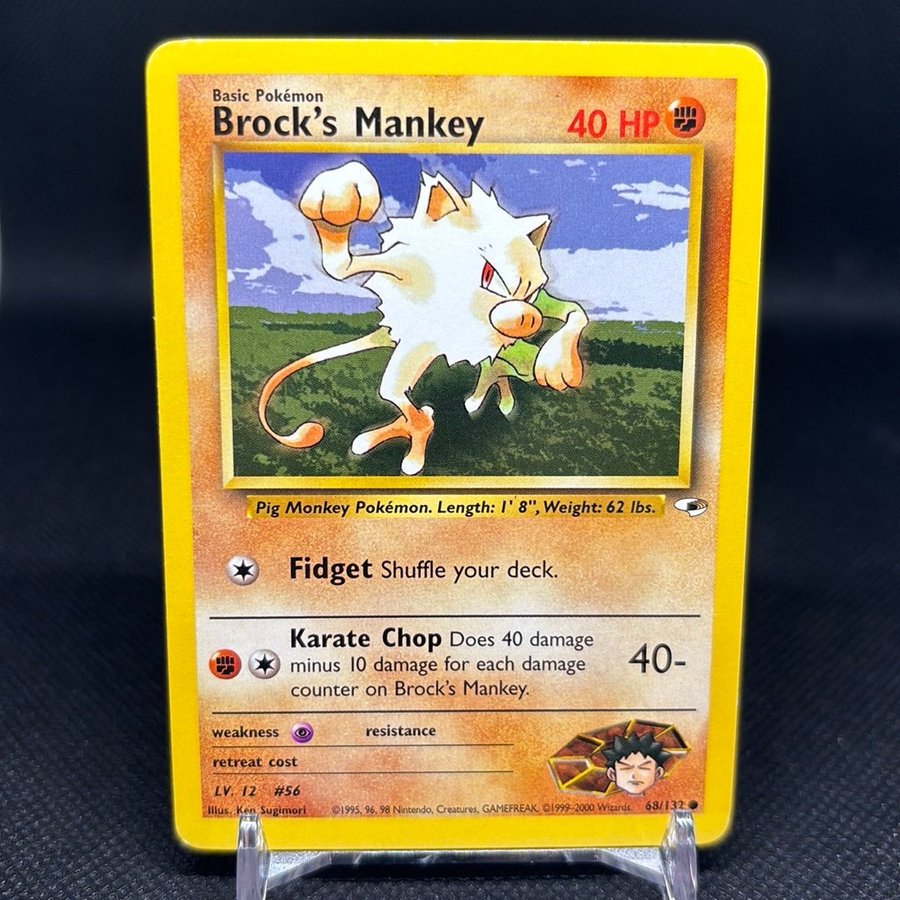 Basic Pokémon
Brock's Mankey 40 HP
Pig Monkey Pokémon. Length: 1' 8", Weight: 62 lbs.
Fidget Shuffle your deck.
Karate Chop Does 40 damage
minus 10 damage for each damage 40-
counter on Brock's Mankey.
weakness resistance
retreat cost
LV. 12 #56
Illus. Ken Sugimori ©1995, 96, 98 Nintendo, Creatures, GAMEFREAK. ©1999-2000 Wizards. 68/132